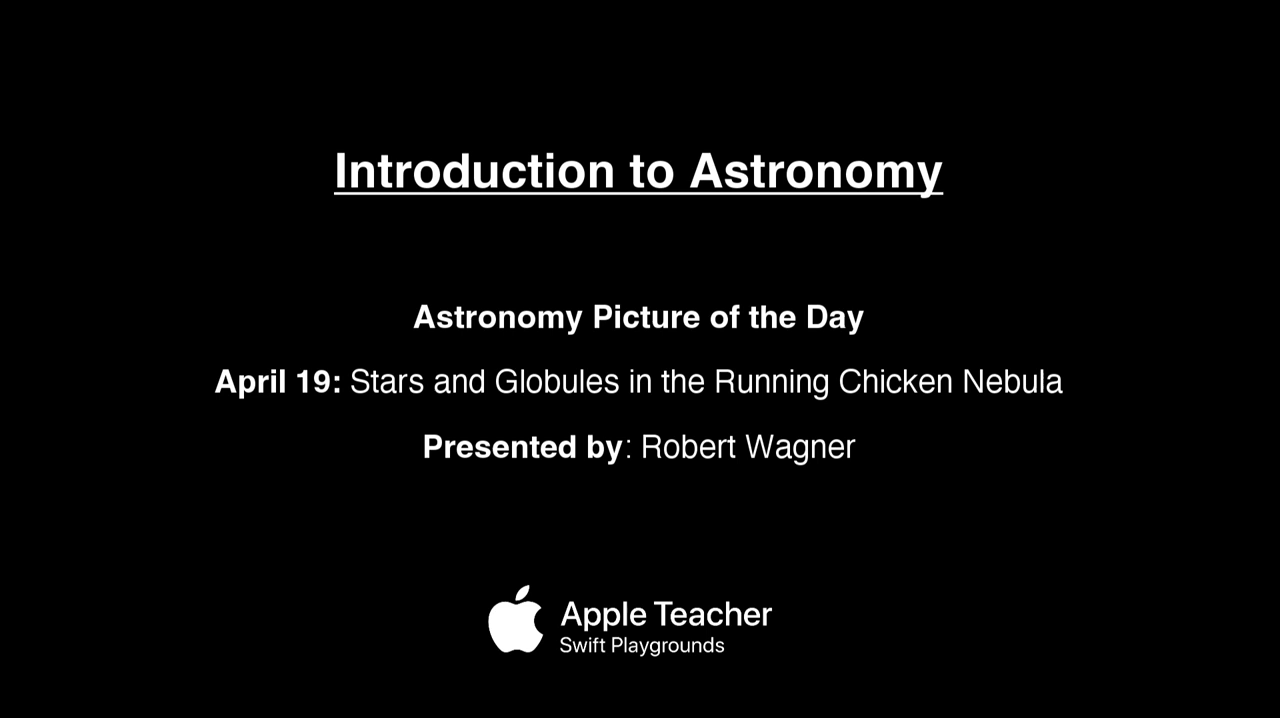 Introduction to Astronomy
Astronomy Picture of the Day
April 19: Stars and Globules in the Running Chicken Nebula
Presented by: Robert Wagner
Apple Teacher
Swift Playgrounds